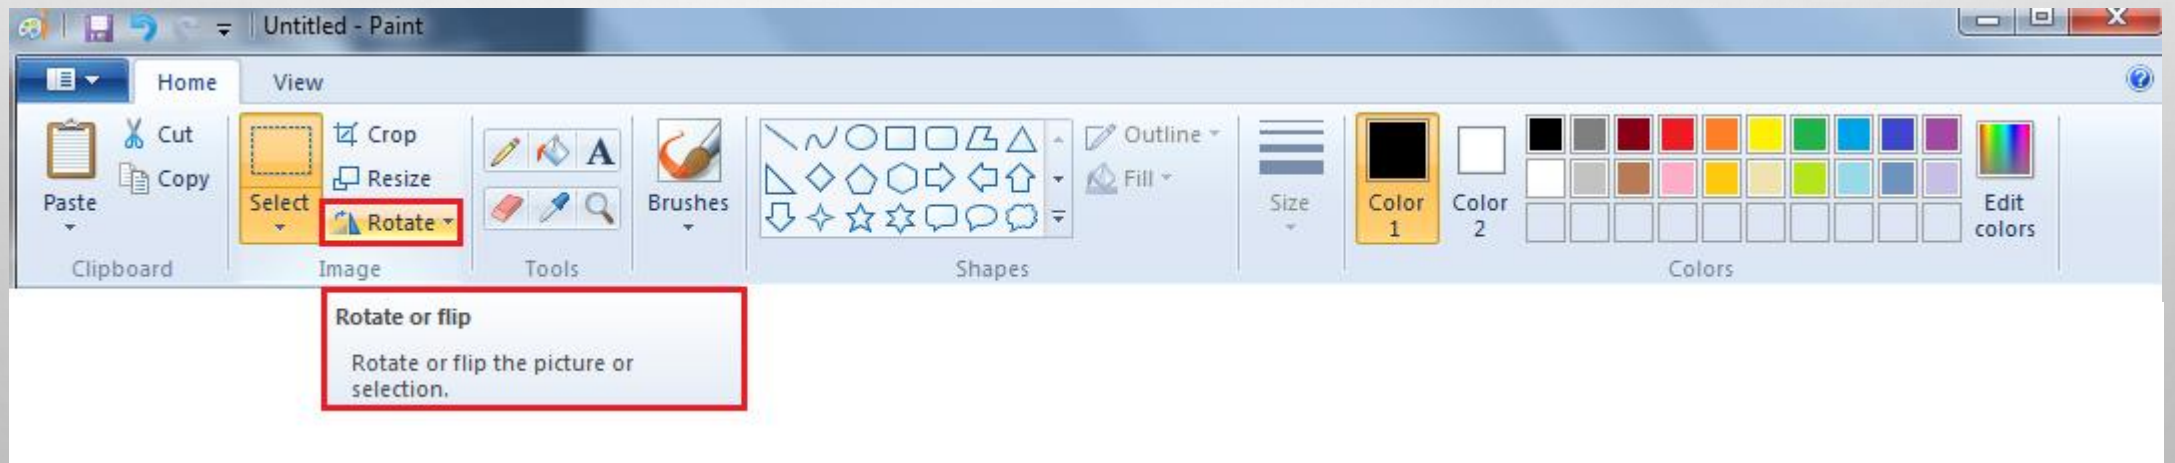 Untitled - Paint
Home View
Cut
Copy
Paste
Clipboard
Select
Crop
Resize
Rotate
Image
A
Tools
Brushes
Shapes
Outline
Fill
Size
Color
1
Color
2
Edit
colors
Colors
Rotate or flip
Rotate or flip the picture or
selection.